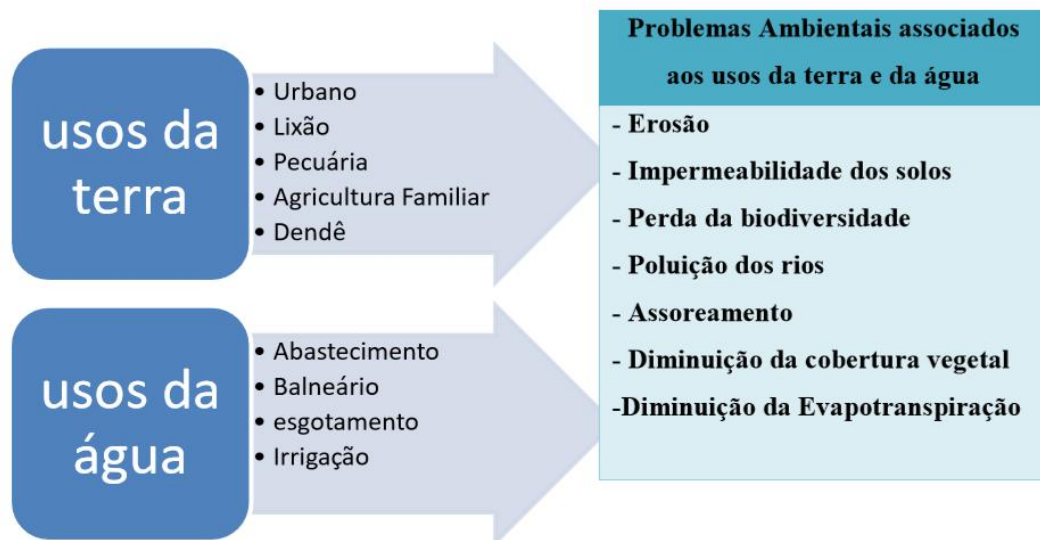 usos da
terra
• Urbano
• Lixão
• Pecuária
• Agricultura Familiar
• Dendê
usos da
água
• Abastecimento
• Balneário
• esgotamento
• Irrigação
Problemas Ambientais associados
aos usos da terra e da água
- Erosão
- Impermeabilidade dos solos
- Perda da biodiversidade
- Poluição dos rios
- Assoreamento
- Diminuição da cobertura vegetal
-Diminuição da Evapotranspiração